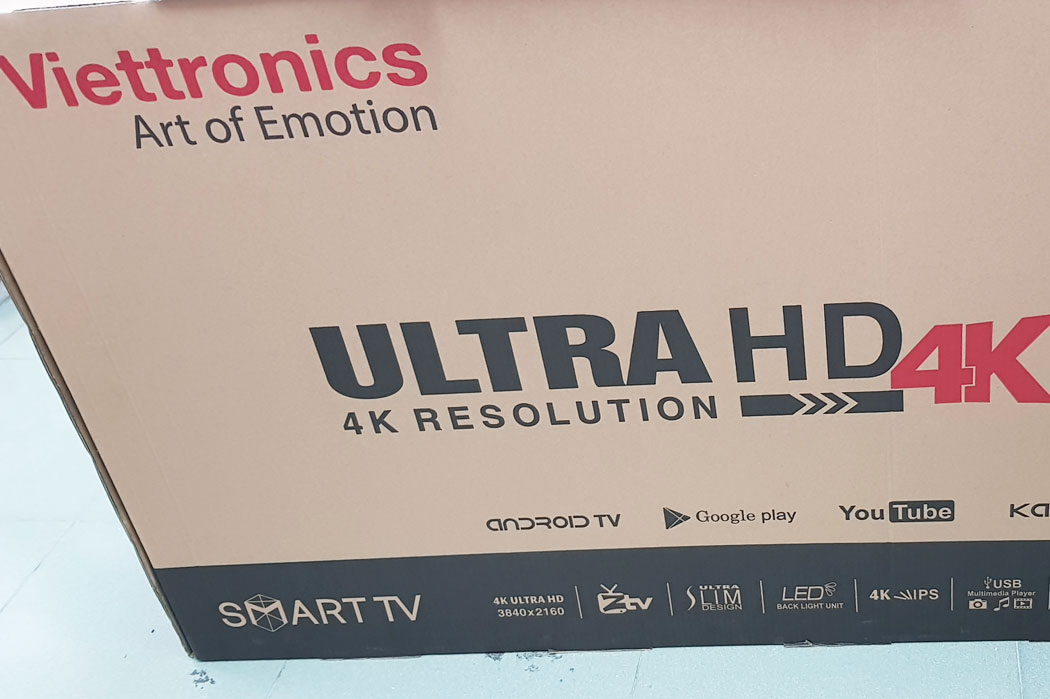 Viettronics
Art of Emotion
ULTRA HD 4K
4K RESOLUTION
ANDROID TV
Google play
YouTube
SMART TV
4K ULTRA HD
3840x2160
Ztv
ULTRA
SLIM
DESIGN
LED
BACK LIGHT UNIT
4K IPS
USB
Multimedia Player